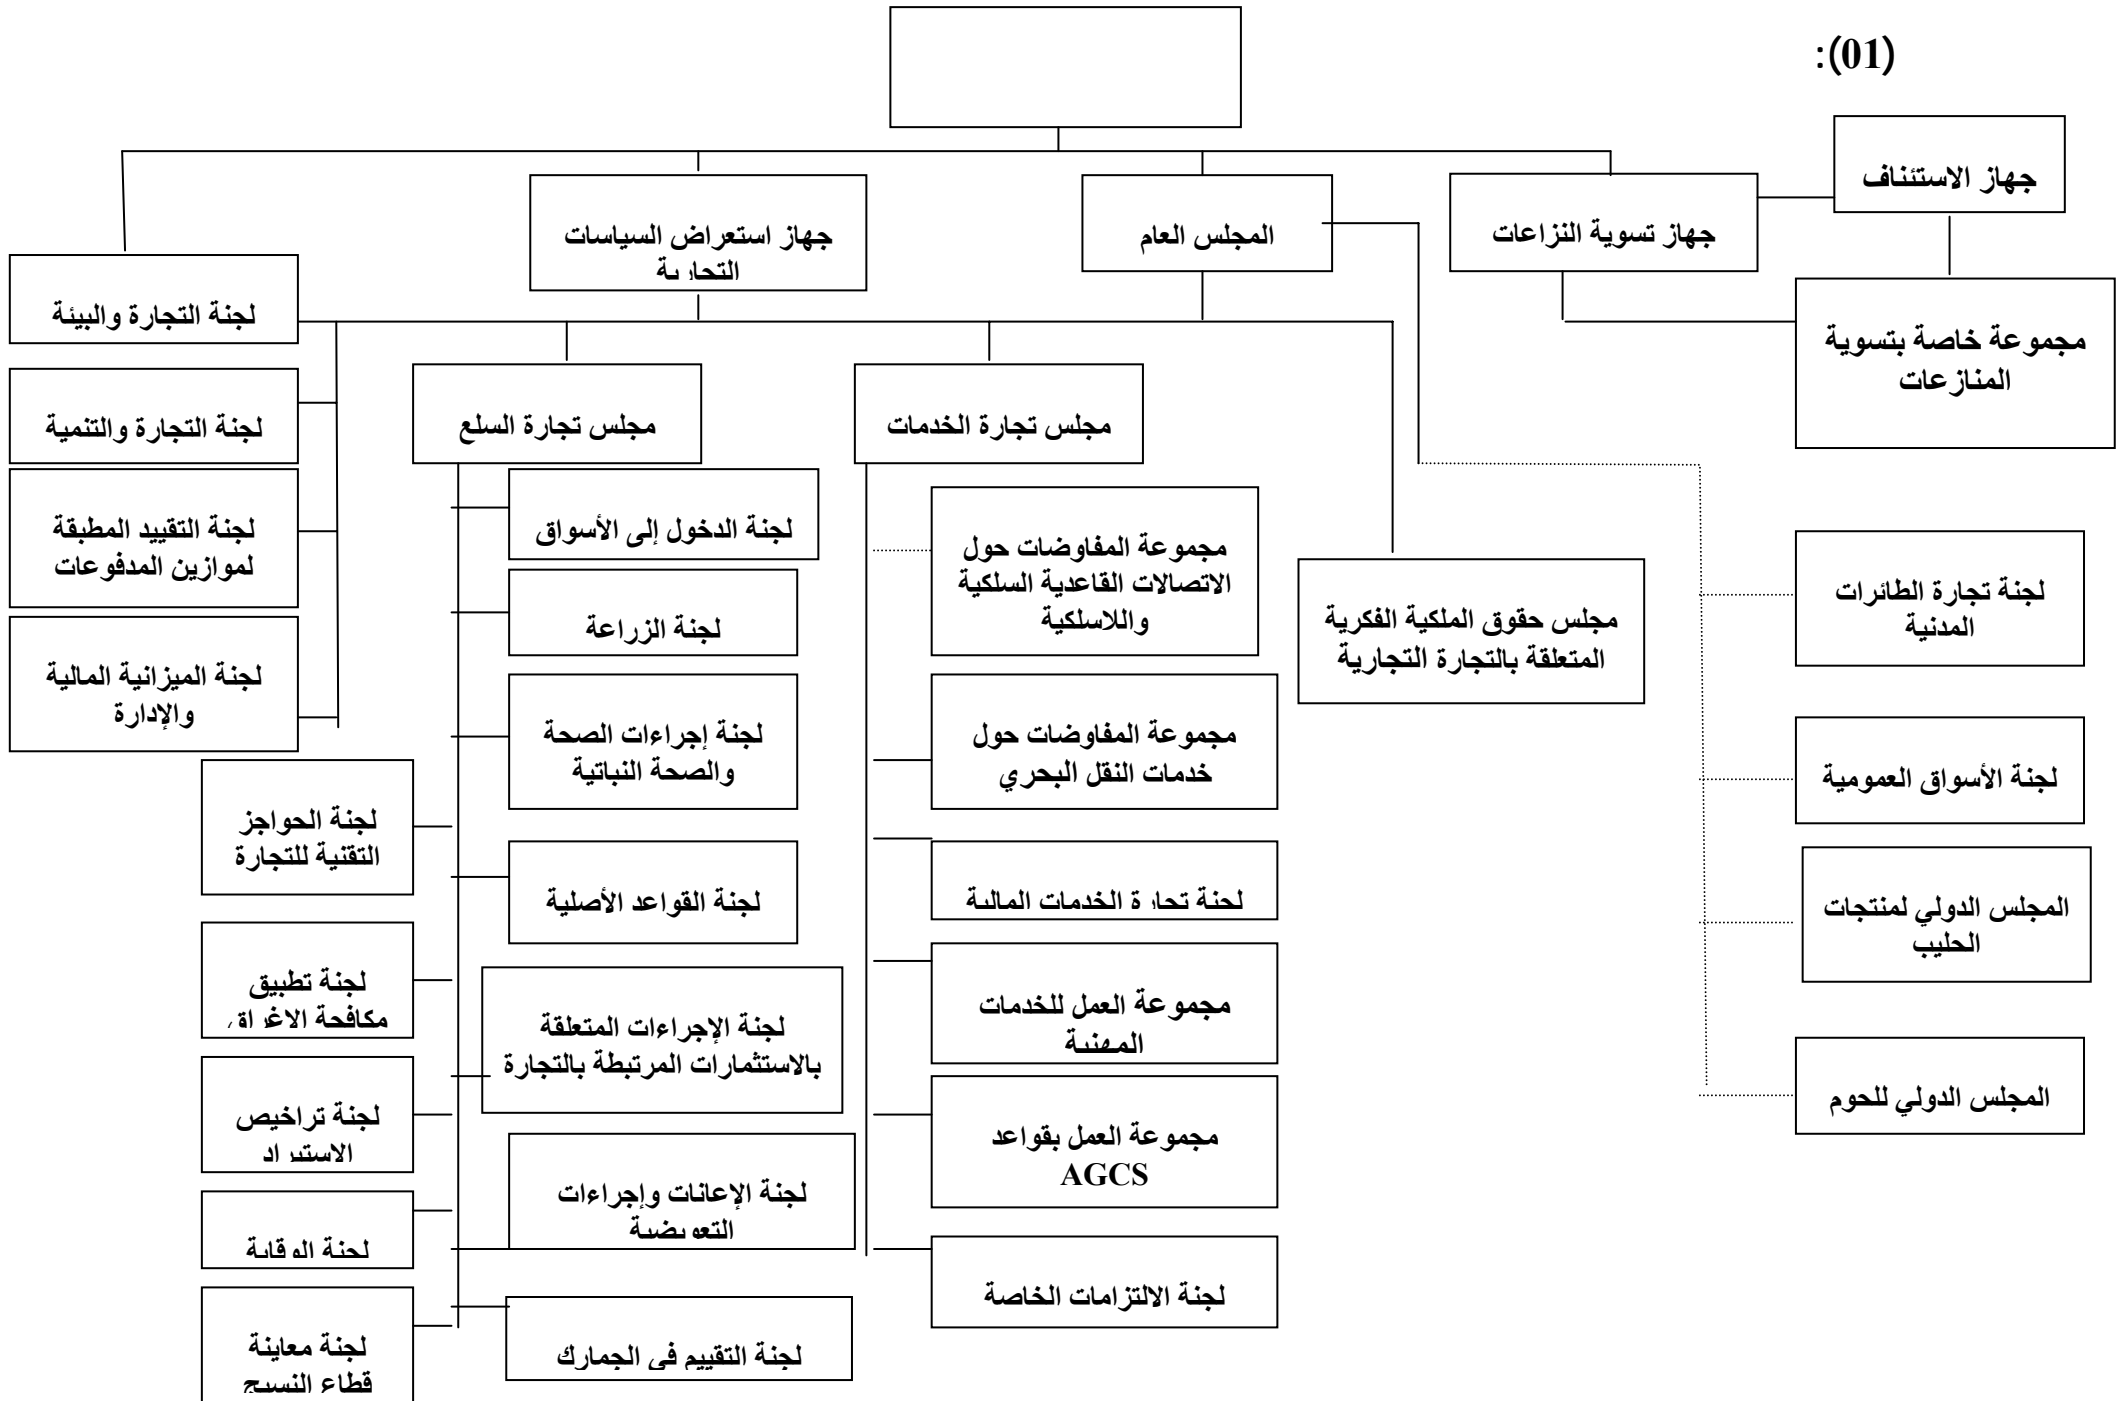 (01):
جهاز الاستئناف
جهاز تسوية النزاعات
المجلس العام
جهاز استعراض السياسات
التجارية
لجنة التجارة والبيئة
مجموعة خاصة بتسوية
المنازعات
مجلس تجارة الخدمات
مجلس تجارة السلع
لجنة التجارة والتنمية
لجنة التقييد المطبقة
لموازين المدفوعات
لجنة الميزانية المالية
والإدارة
لجنة الدخول إلى الأسواق
لجنة الزراعة
لجنة إجراءات الصحة
والصحة النباتية
لجنة القواعد الأصلية
لجنة الإجراءات المتعلقة
بالاستثمارات المرتبطة بالتجارة
لجنة الإعانات وإجراءات
التعويضية
لجنة التقييم في الجمارك
لجنة الحواجز
التقنية للتجارة
لجنة تطبيق
مكافحة الاغراق
لجنة تراخيص
الاستيراد
لجنة الوقاية
لجنة معاينة
قطاع النسيج
مجموعة المفاوضات حول
الاتصالات القاعدية السلكية
واللاسلكية
مجموعة المفاوضات حول
خدمات النقل البحري
لجنة تجارة الخدمات المالية
مجموعة العمل للخدمات
المهنية
مجموعة العمل بقواعد
AGCS
لجنة الالتزامات الخاصة
مجلس حقوق الملكية الفكرية
المتعلقة بالتجارة التجارية
لجنة تجارة الطائرات
المدنية
لجنة الأسواق العمومية
المجلس الدولي لمنتجات
الحليب
المجلس الدولي للحوم